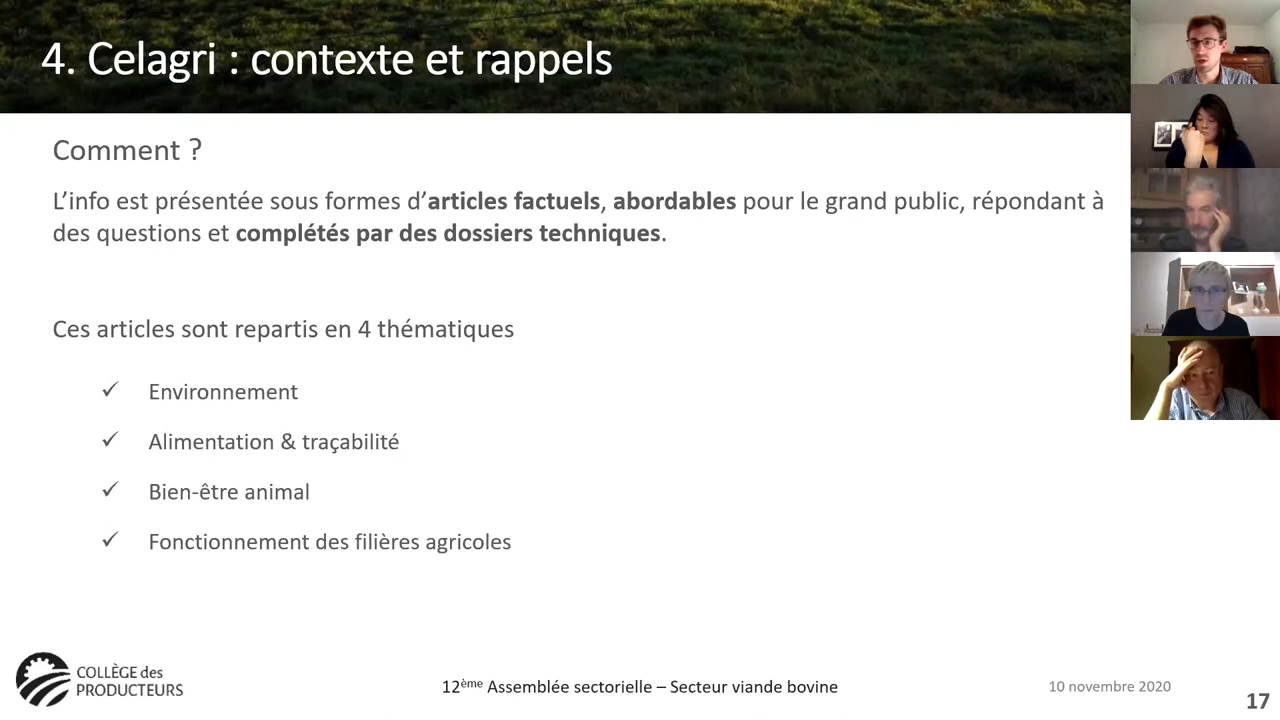 4. Celagri : contexte et rappels
Comment ?
L’info est présentée sous formes d’articles factuels, abordables pour le grand public, répondant à
des questions et complétés par des dossiers techniques.
Ces articles sont repartis en 4 thématiques
✓ Environnement
✓ Alimentation & traçabilité
✓ Bien-être animal
✓ Fonctionnement des filières agricoles
COLLÈGE des
PRODUCTEURS
12ème Assemblée sectorielle – Secteur viande bovine
10 novembre 2020
17